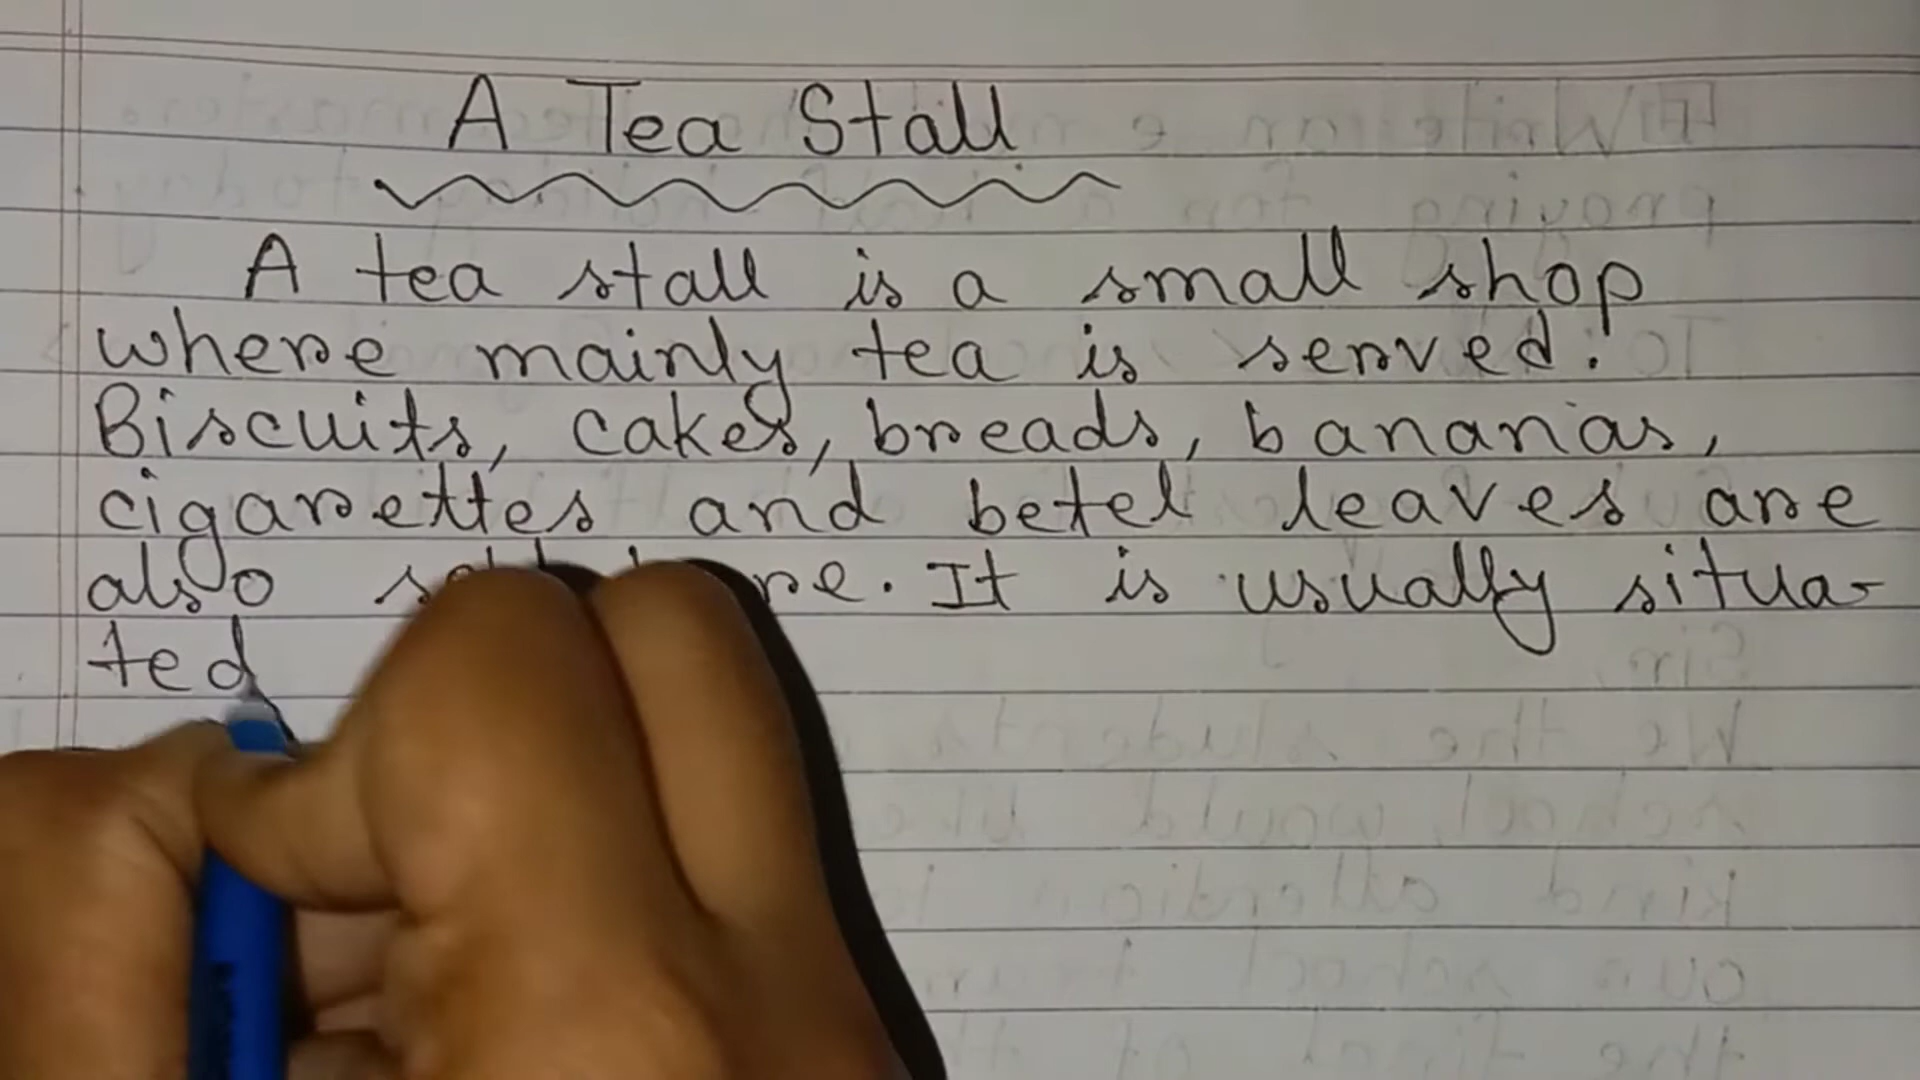 A Tea Stall
A tea stall is a small shop
where mainly tea is served.
Biscuits, cakes, breads, bananas,
cigarettes and betel leaves are
also It is usually situa-
ted